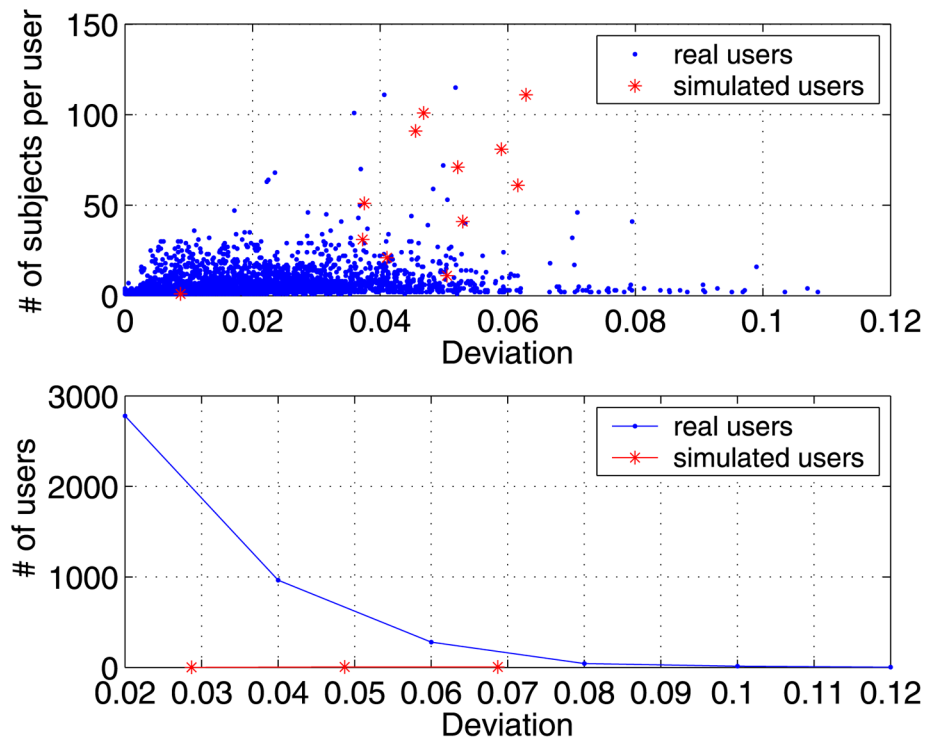 # of subjects per user
150
100
50
0
real users
simulated users
0 0.02 0.04 0.06 0.08 0.1 0.12
Deviation
# of users
3000
2000
1000
0
real users
simulated users
0.02 0.03 0.04 0.05 0.06 0.07 0.08 0.09 0.1 0.11 0.12
Deviation